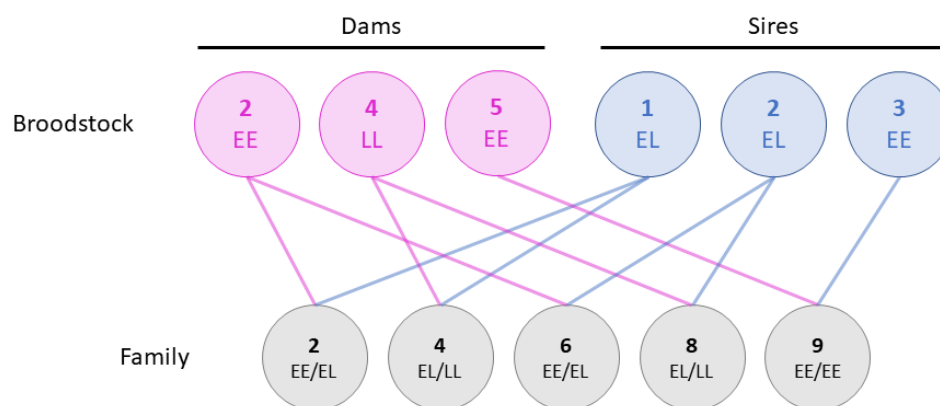 Dams Sires
Broodstock
2 4 5 1 2 3
EE LL EE EL EL EE
Family
2 4 6 8 9
EE/EL EL/LL EE/EL EL/LL EE/EE